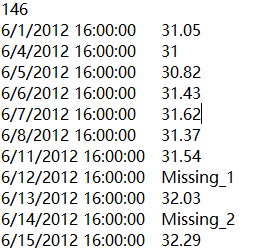 146
6/1/2012 16:00:00 31.05
6/4/2012 16:00:00 31
6/5/2012 16:00:00 30.82
6/6/2012 16:00:00 31.43
6/7/2012 16:00:00 31.62
6/8/2012 16:00:00 31.37
6/11/2012 16:00:00 31.54
6/12/2012 16:00:00 Missing_1
6/13/2012 16:00:00 32.03
6/14/2012 16:00:00 Missing_2
6/15/2012 16:00:00 32.29